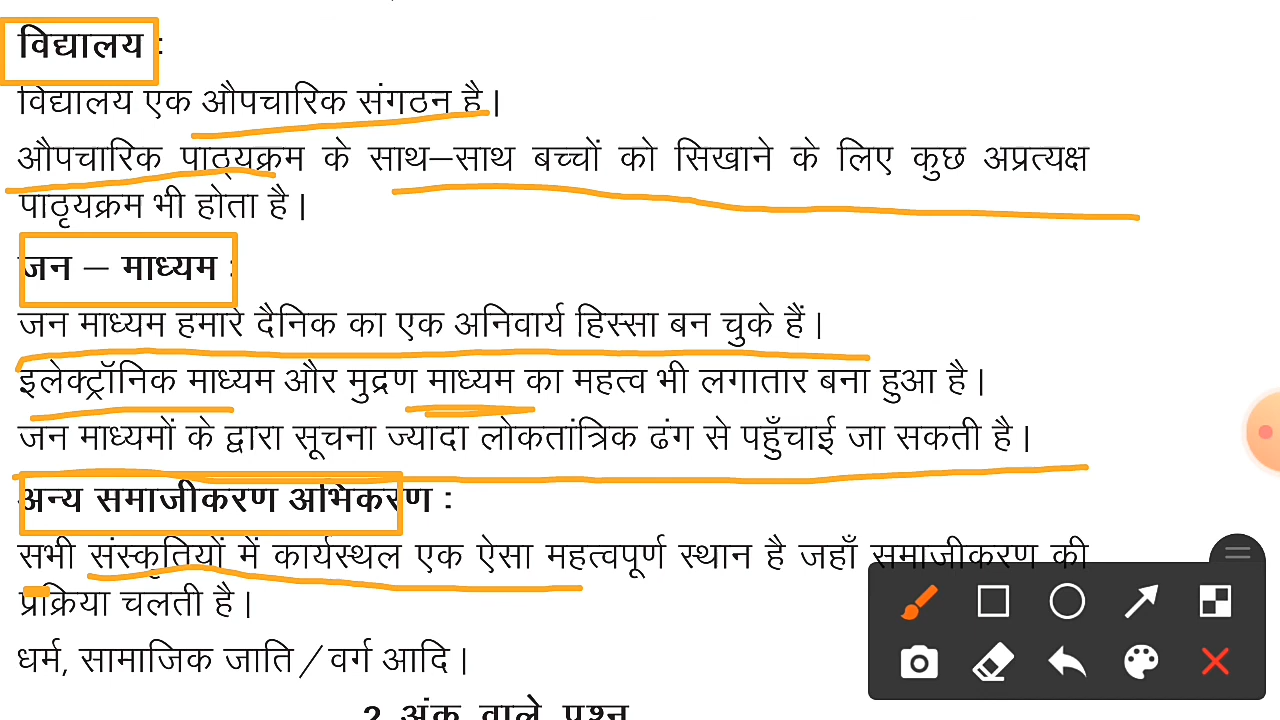 विद्यालय :
विद्यालय एक औपचारिक संगठन है।
औपचारिक पाठ्यक्रम के साथ–साथ बच्चों को सिखाने के लिए कुछ अप्रत्यक्ष
पाठ्यक्रम भी होता है।
जन – माध्यम :
जन माध्यम हमारे दैनिक का एक अनिवार्य हिस्सा बन चुके हैं।
इलेक्ट्रॉनिक माध्यम और मुद्रण माध्यम का महत्व भी लगातार बना हुआ है।
जन माध्यमों के द्वारा सूचना ज्यादा लोकतांत्रिक ढंग से पहुँचाई जा सकती है।
अन्य समाजीकरण अभिकरण :
सभी संस्कृतियों में कार्यस्थल एक ऐसा महत्वपूर्ण स्थान है जहाँ समाजीकरण की
प्रक्रिया चलती है।
धर्म, सामाजिक जाति/वर्ग आदि।
2 अंक वाले प्रश्न